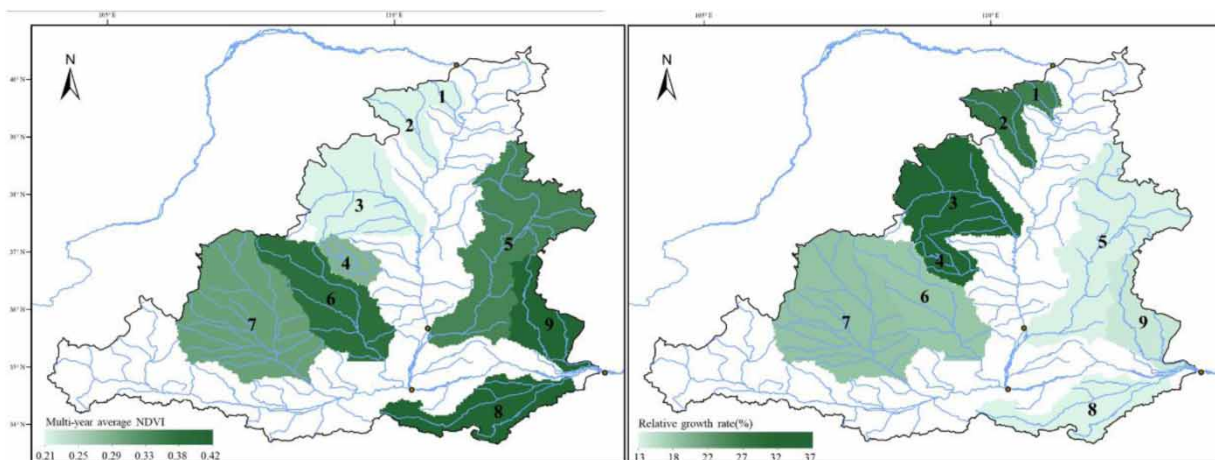 105°E 110°E 105°E 110°E
N N
40°N
39°N
38°N
37°N
36°N
35°N
34°N
1
2
3
4
5
6
7
8
9
1
2
3
4
5
6
7
8
9
Multi-year average NDVI
0.21 0.25 0.29 0.33 0.38 0.42
Relative growth rate(%)
13 18 22 27 32 37